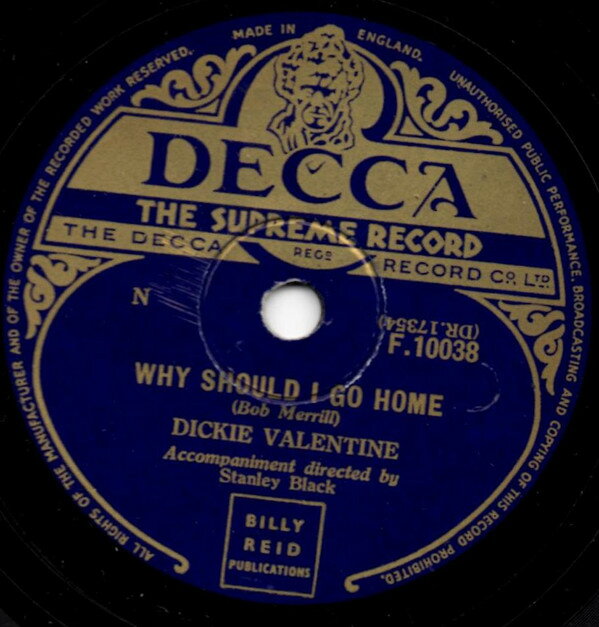 ALL RIGHTS OF THE MANUFACTURER AND OF THE OWNER OF THE RECORDED WORK RESERVED.
MADE IN ENGLAND.
UNAUTHORISED PUBLIC PERFORMANCE. BROADCASTING AND COPYING OF THIS RECORD PROHIBITED.
DECCA
THE SUPREME RECORD
THE DECCA REGD RECORD CO. LTD
N
(DR.17354)
F.10038
WHY SHOULD I GO HOME
(Bob Merrill)
DICKIE VALENTINE
Accompaniment directed by
Stanley Black
BILLY
REID
PUBLICATIONS